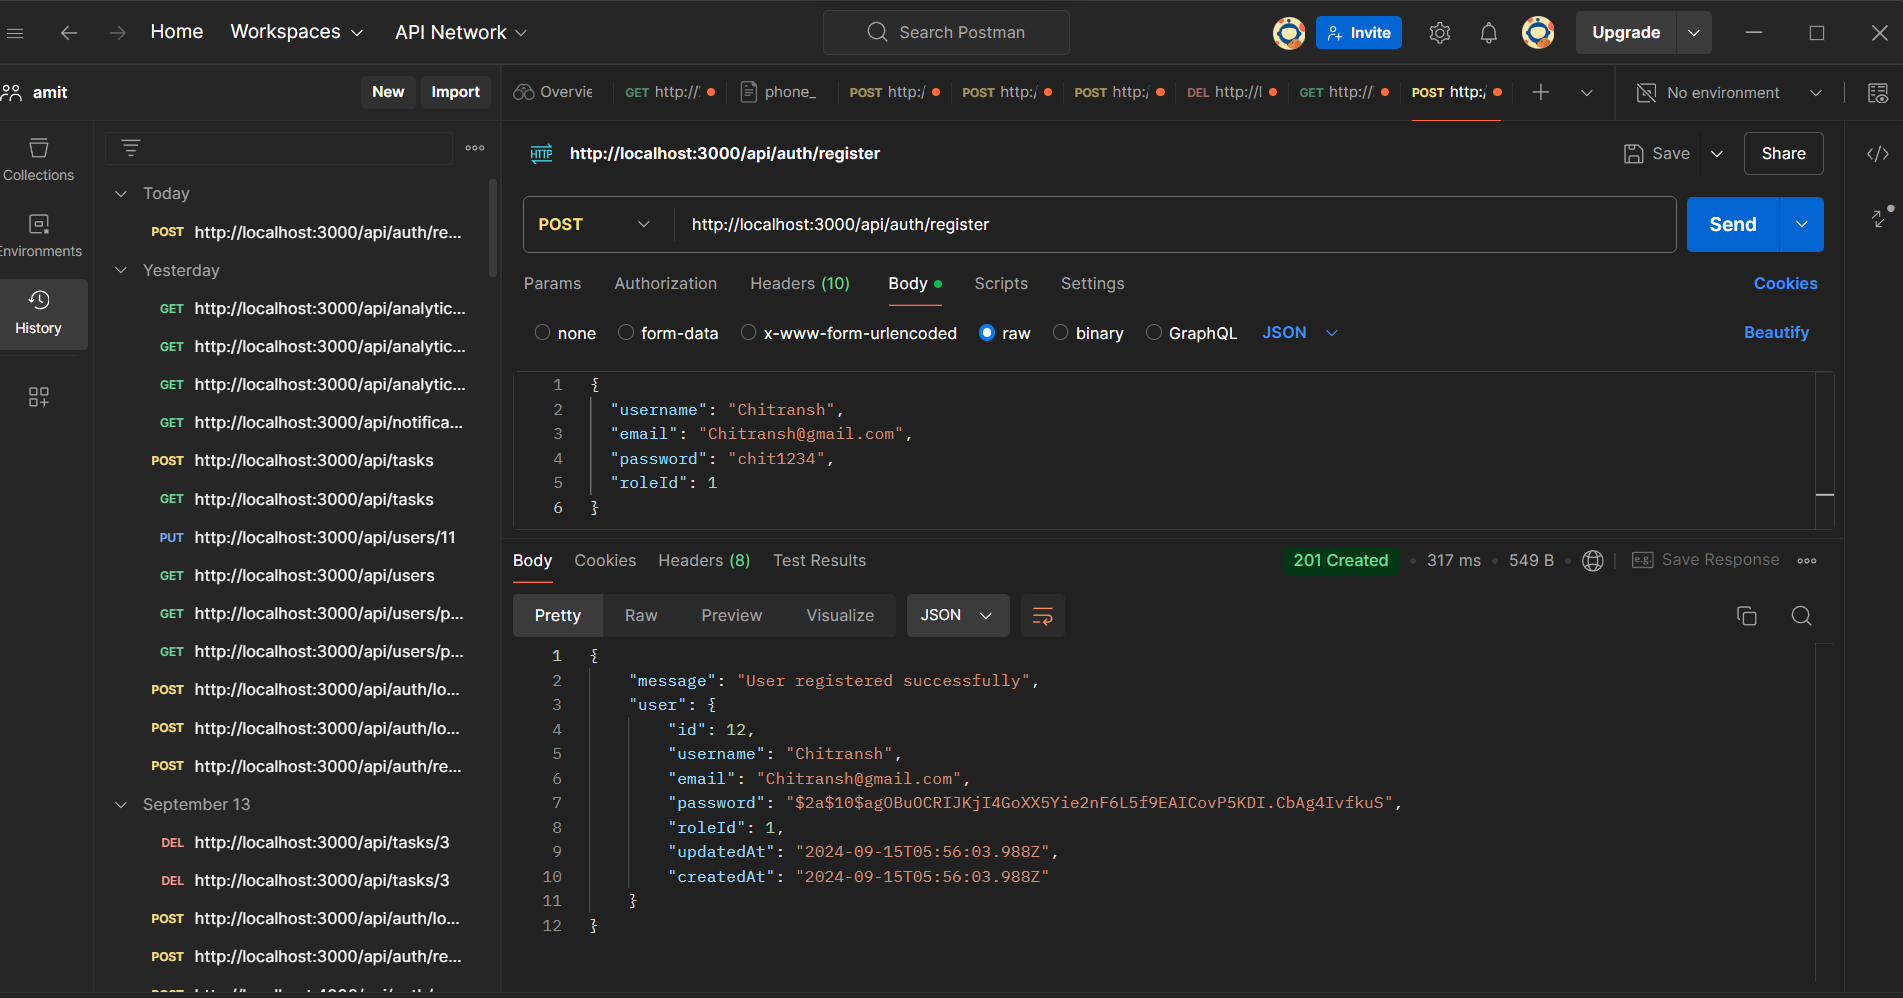 Home Workspaces API Network Search Postman Invite Upgrade
amit New Import Overvie GET http:// phone_ POST http:/ POST http:/ POST http:/ DEL http://l GET http:// POST http:/ No environment
Collections
Environments
History
Today
POST http://localhost:3000/api/auth/re...
Yesterday
GET http://localhost:3000/api/analytic...
GET http://localhost:3000/api/analytic...
GET http://localhost:3000/api/analytic...
GET http://localhost:3000/api/notifica...
POST http://localhost:3000/api/tasks
GET http://localhost:3000/api/tasks
PUT http://localhost:3000/api/users/11
GET http://localhost:3000/api/users
GET http://localhost:3000/api/users/p...
GET http://localhost:3000/api/users/p...
POST http://localhost:3000/api/auth/lo...
POST http://localhost:3000/api/auth/lo...
POST http://localhost:3000/api/auth/re...
September 13
DEL http://localhost:3000/api/tasks/3
DEL http://localhost:3000/api/tasks/3
POST http://localhost:3000/api/auth/lo...
POST http://localhost:3000/api/auth/re...
HTTP http://localhost:3000/api/auth/register Save Share
POST http://localhost:3000/api/auth/register Send
Params Authorization Headers (10) Body Scripts Settings Cookies
none form-data x-www-form-urlencoded raw binary GraphQL JSON Beautify
1 {
2 "username": "Chitransh",
3 "email": "Chitransh@gmail.com",
4 "password": "chit1234",
5 "roleId": 1
6 }
Body Cookies Headers (8) Test Results 201 Created 317 ms 549 B e.g. Save Response
Pretty Raw Preview Visualize JSON
1 {
2 "message": "User registered successfully",
3 "user": {
4 "id": 12,
5 "username": "Chitransh",
6 "email": "Chitransh@gmail.com",
7 "password": "$2a$10$agOBuOCRIJKjI4GoXX5Yie2nF6L5f9EAICovP5KDI.CbAg4IvfkuS",
8 "roleId": 1,
9 "updatedAt": "2024-09-15T05:56:03.988Z",
10 "createdAt": "2024-09-15T05:56:03.988Z"
11 }
12 }